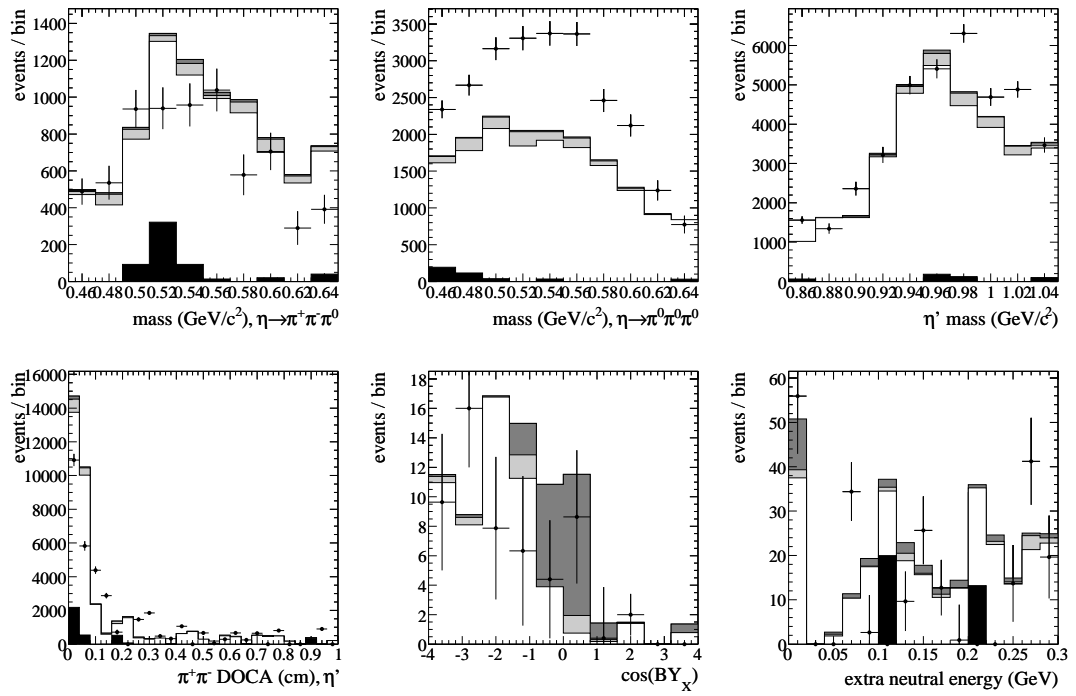 events / bin
1400
1200
1000
800
600
400
200
0
0.46 0.48 0.5 0.52 0.54 0.56 0.58 0.6 0.62 0.64
mass (GeV/c²), η→π⁺π⁻π⁰
events / bin
3500
3000
2500
2000
1500
1000
500
0
0.46 0.48 0.5 0.52 0.54 0.56 0.58 0.6 0.62 0.64
mass (GeV/c²), η→π⁰π⁰π⁰
events / bin
6000
5000
4000
3000
2000
1000
0
0.86 0.88 0.90 0.92 0.94 0.96 0.98 1 1.02 1.04
η' mass (GeV/c²)
events / bin
16000
14000
12000
10000
8000
6000
4000
2000
0
0 0.1 0.2 0.3 0.4 0.5 0.6 0.7 0.8 0.9 1
π⁺π⁻ DOCA (cm), η'
events / bin
18
16
14
12
10
8
6
4
2
0
-4 -3 -2 -1 0 1 2 3 4
cos(BY_X)
events / bin
60
50
40
30
20
10
0
0 0.05 0.1 0.15 0.2 0.25 0.3
extra neutral energy (GeV)